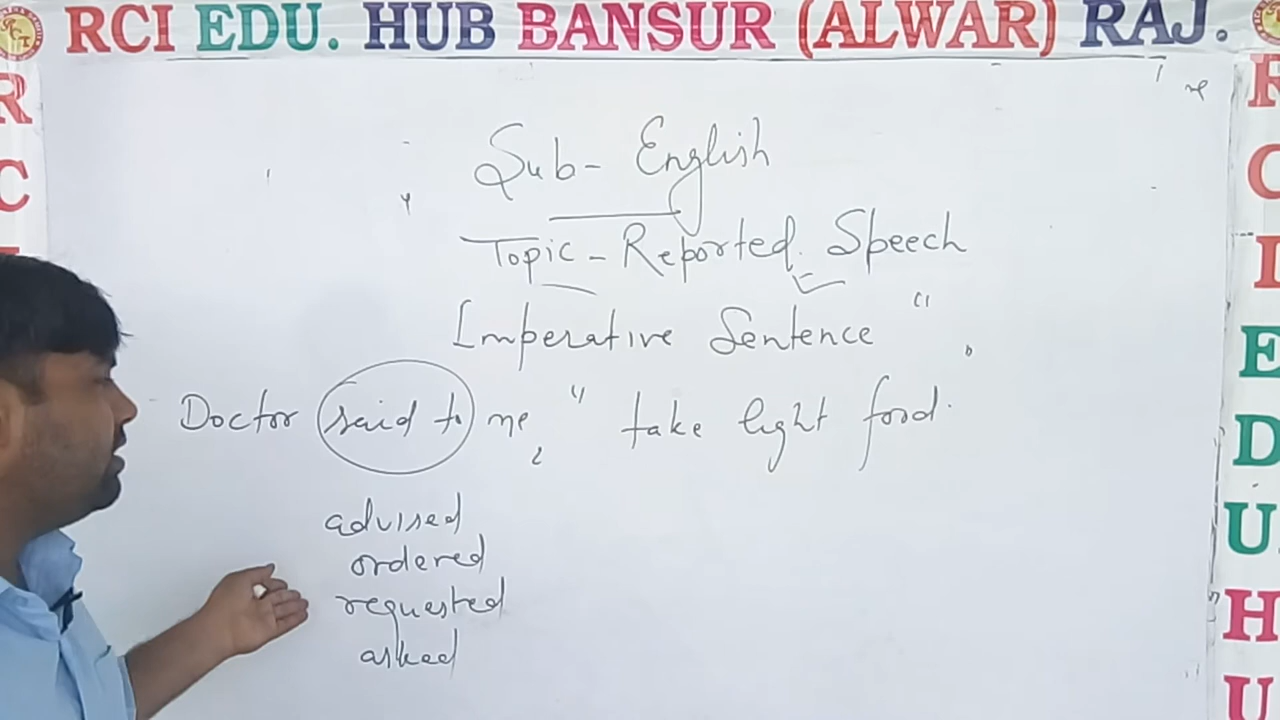 RCI EDU. HUB BANSUR (ALWAR) RAJ.
R
C
I
Sub- English
Topic - Reported Speech
Imperative Sentence
Doctor said to me, " take light food.
advised
ordered
requested
asked
R
C
I
E
D
U.
H
U